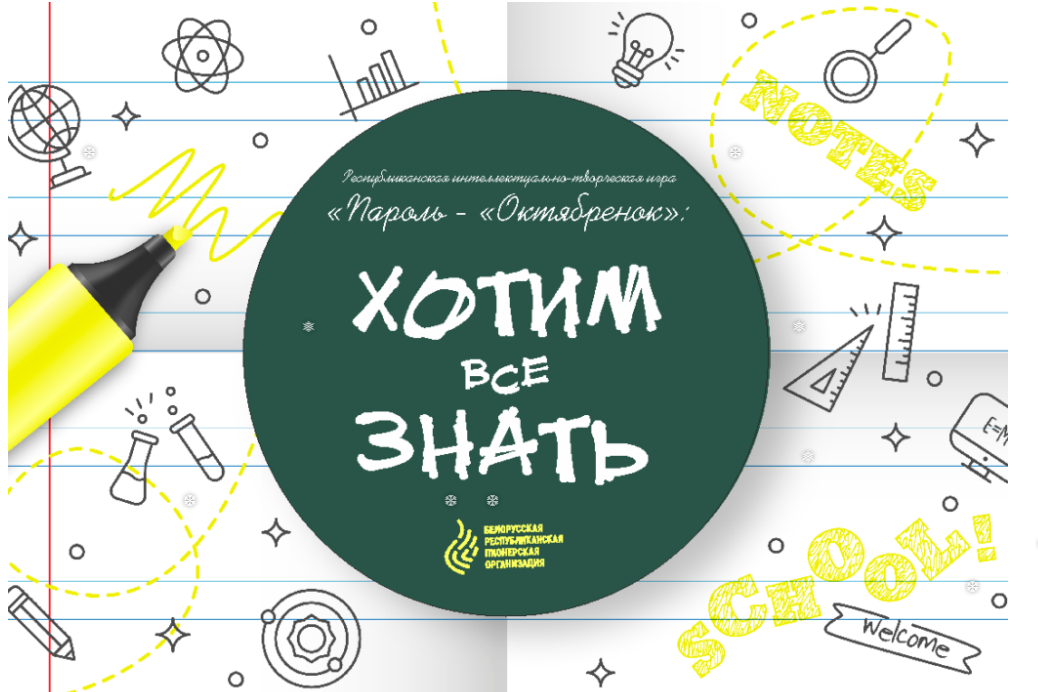 Республиканская интеллектуально-творческая игра
«Пароль - «Октябренок»:
ХОТИМ
ВСЕ
ЗНАТЬ
БЕЛОРУССКАЯ
РЕСПУБЛИКАНСКАЯ
ПИОНЕРСКАЯ
ОРГАНИЗАЦИЯ
NOTES
E=M
SCHOOL!
Welcome